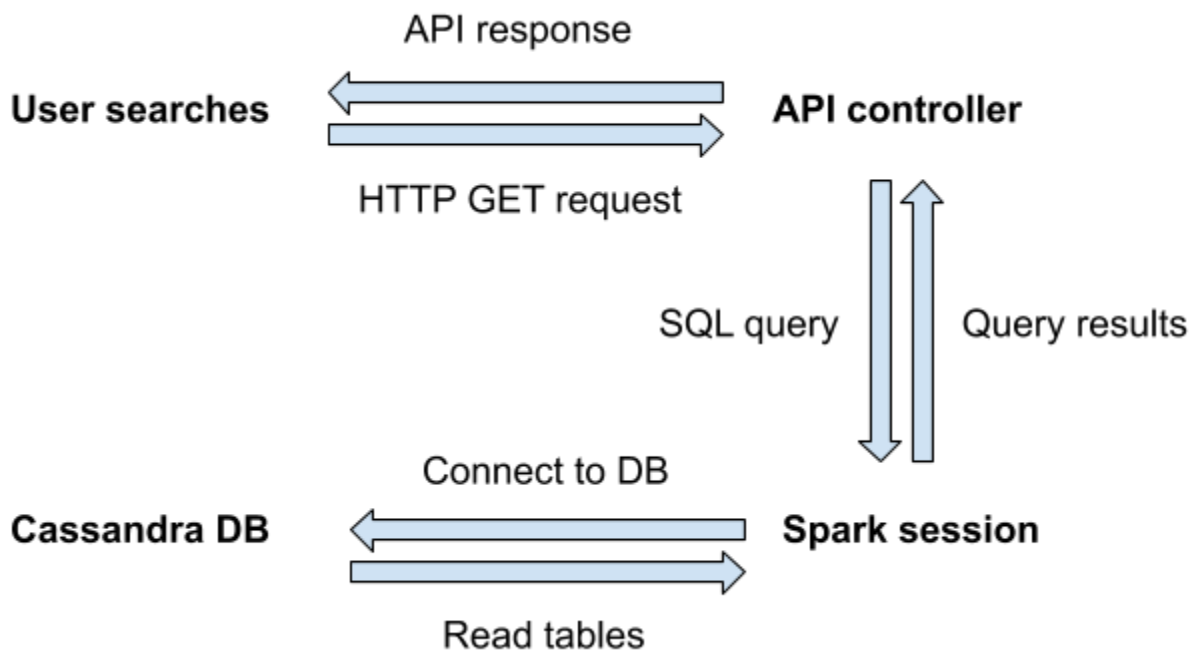 API response
User searches
API controller
HTTP GET request
SQL query
Query results
Connect to DB
Cassandra DB
Spark session
Read tables